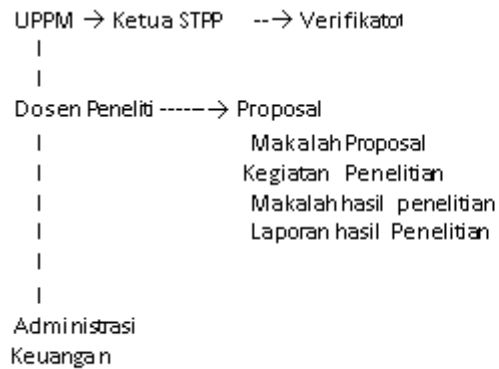 UPPM → Ketua STPP --→ Verifikator
|
|
Dosen Peneliti ------→ Proposal
| Makalah Proposal
| Kegiatan Penelitian
| Makalah hasil penelitian
| Laporan hasil Penelitian
|
|
Administrasi
Keuangan